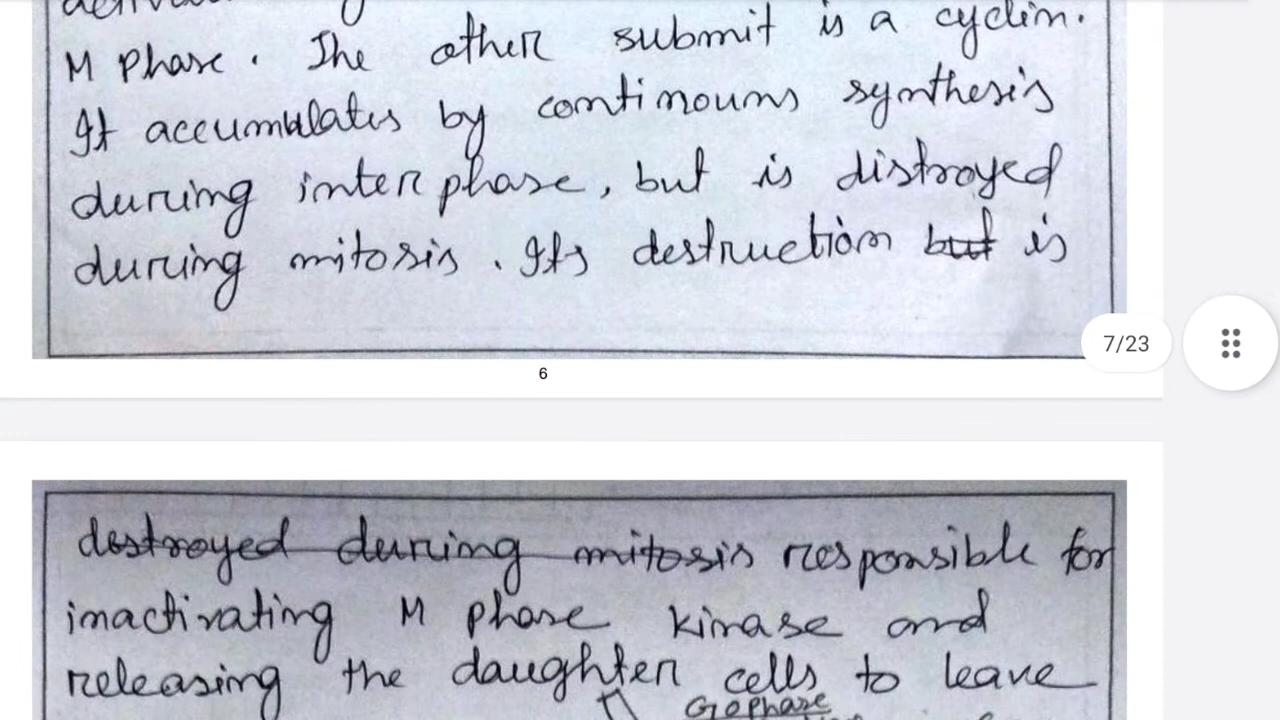 M phase. The other submit is a cyclin.
It accumulates by continoums synthesis
during interphase, but is distroyed
during mitosis. Its destruction but is
7/23
6
destroyed during mitosis responsible for
inactivating M phase kinase and
releasing the daughter cells to leave
Gophase